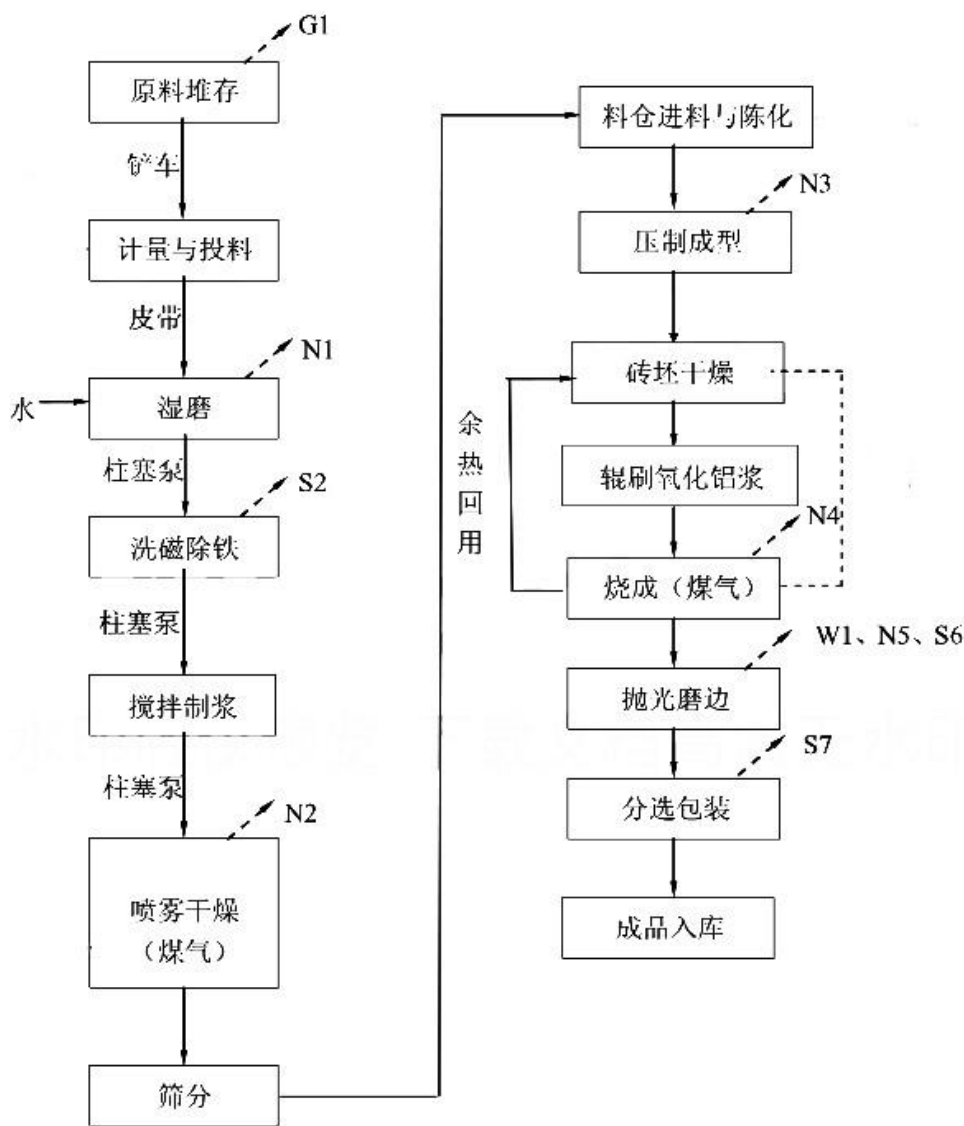 G1
原料堆存
铲车
计量与投料
皮带
N1
水
湿磨
柱塞泵
S2
洗磁除铁
柱塞泵
搅拌制浆
柱塞泵
N2
喷雾干燥
（煤气）
筛分
料仓进料与陈化
N3
压制成型
砖坯干燥
余热回用
辊刷氧化铝浆
N4
烧成（煤气）
W1、N5、S6
抛光磨边
S7
分选包装
成品入库